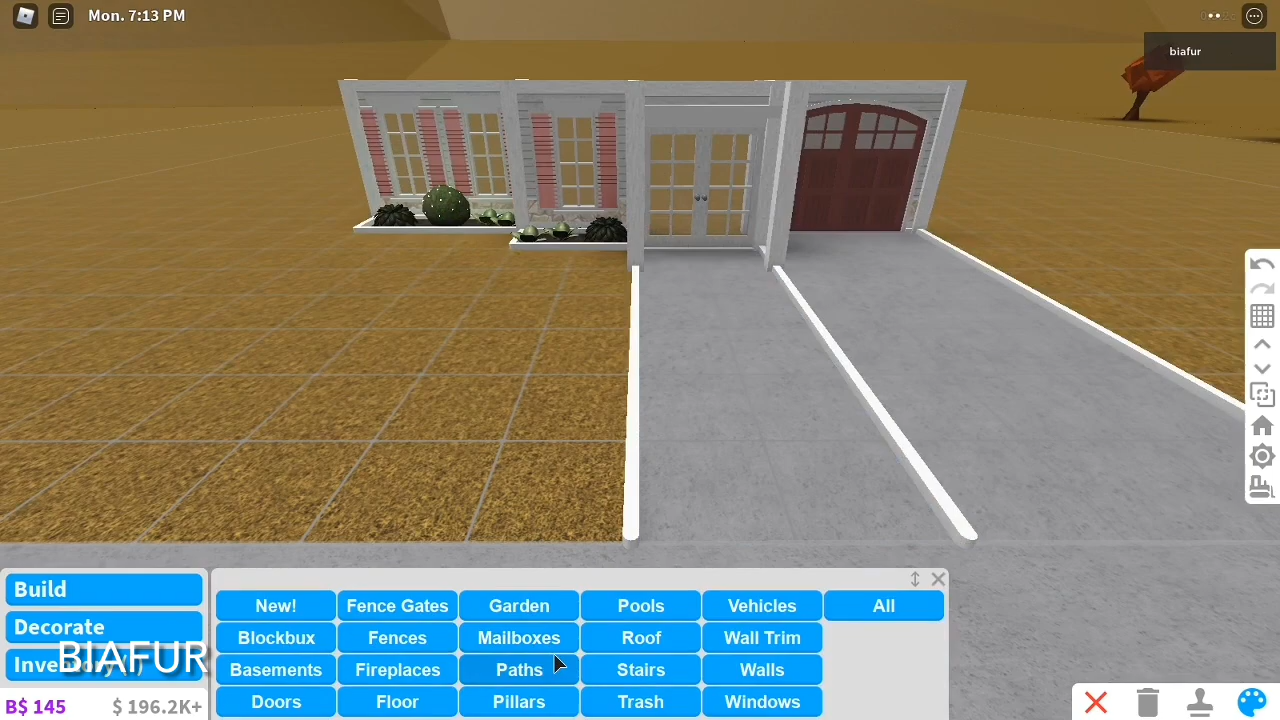 Mon. 7:13 PM
biafur
Build
Decorate
BIAFUR
B$ 145
$ 196.2K+
New!
Fence Gates
Garden
Pools
Vehicles
All
Blockbux
Fences
Mailboxes
Roof
Wall Trim
Basements
Fireplaces
Paths
Stairs
Walls
Doors
Floor
Pillars
Trash
Windows